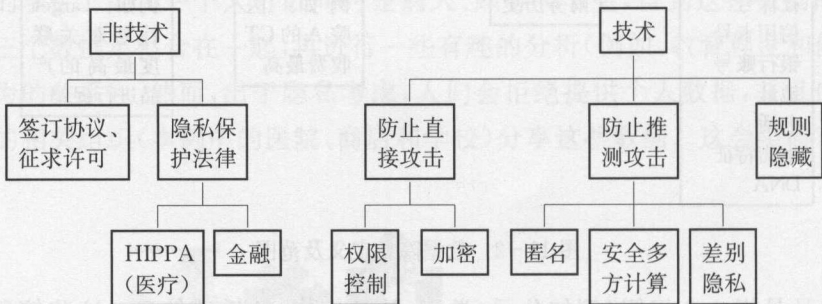 非技术
技术
签订协议、
征求许可
隐私保
护法律
防止直
接攻击
防止推
测攻击
规则
隐藏
HIPPA
(医疗)
金融
权限
控制
加密
匿名
安全多
方计算
差别
隐私